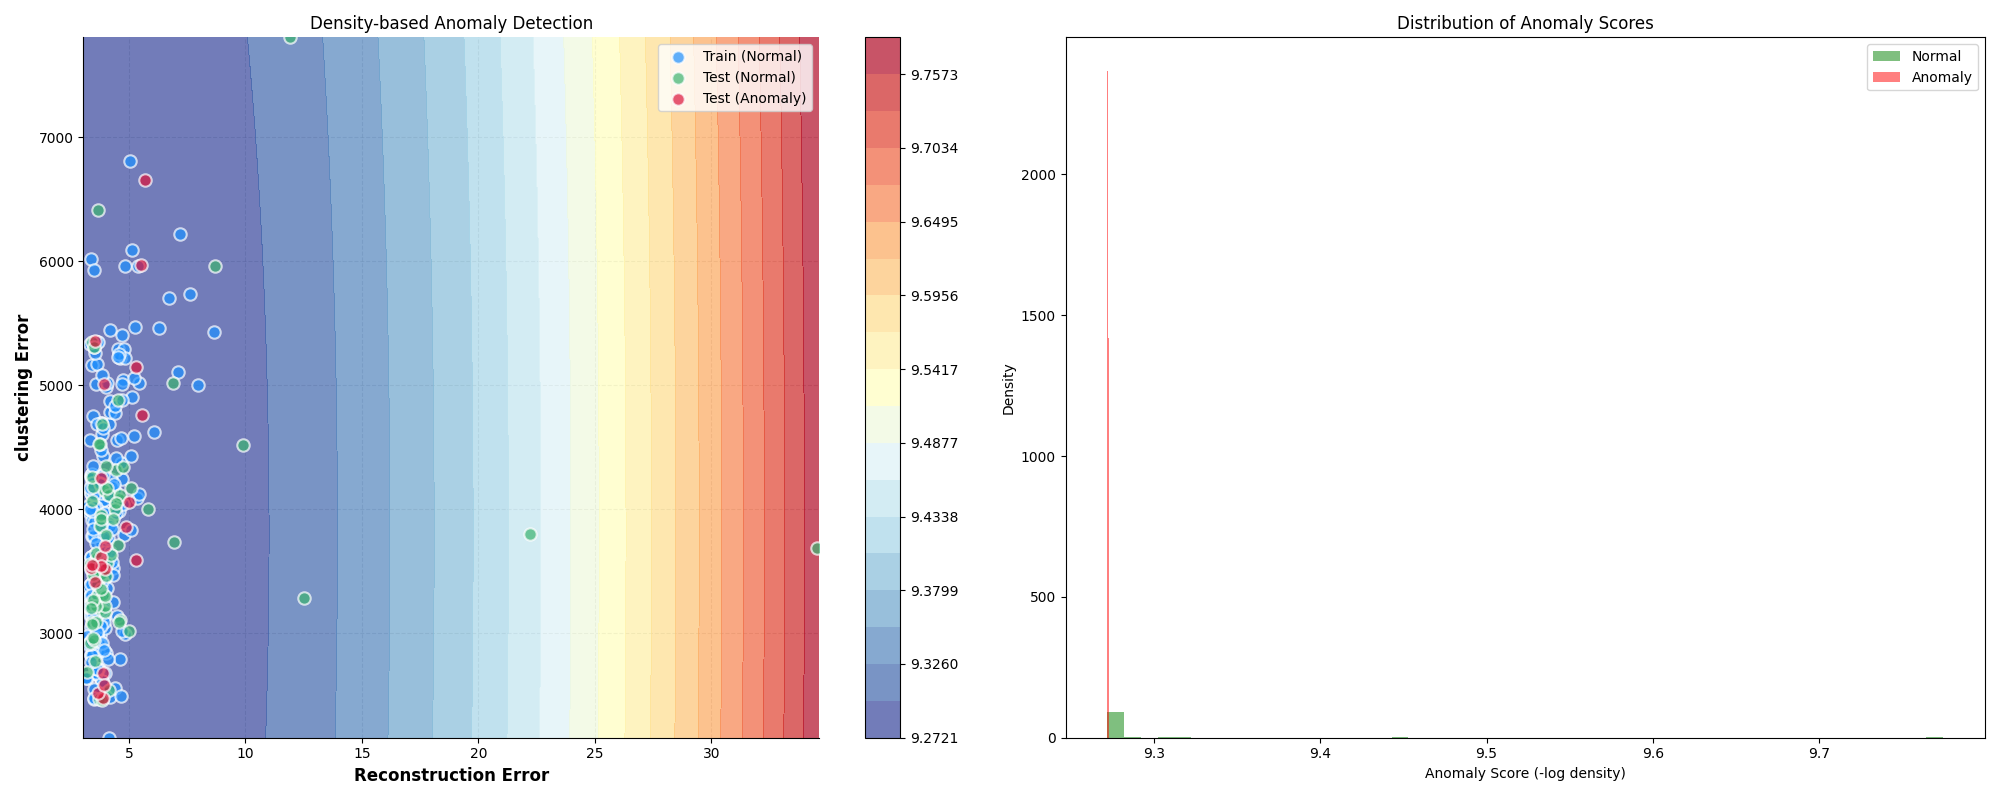 Density-based Anomaly Detection
Train (Normal)
Test (Normal)
Test (Anomaly)
7000
6000
5000
4000
3000
clustering Error
5
10
15
20
25
30
Reconstruction Error
9.7573
9.7034
9.6495
9.5956
9.5417
9.4877
9.4338
9.3799
9.3260
9.2721
Distribution of Anomaly Scores
Normal
Anomaly
2000
1500
1000
500
0
Density
9.3
9.4
9.5
9.6
9.7
Anomaly Score (-log density)